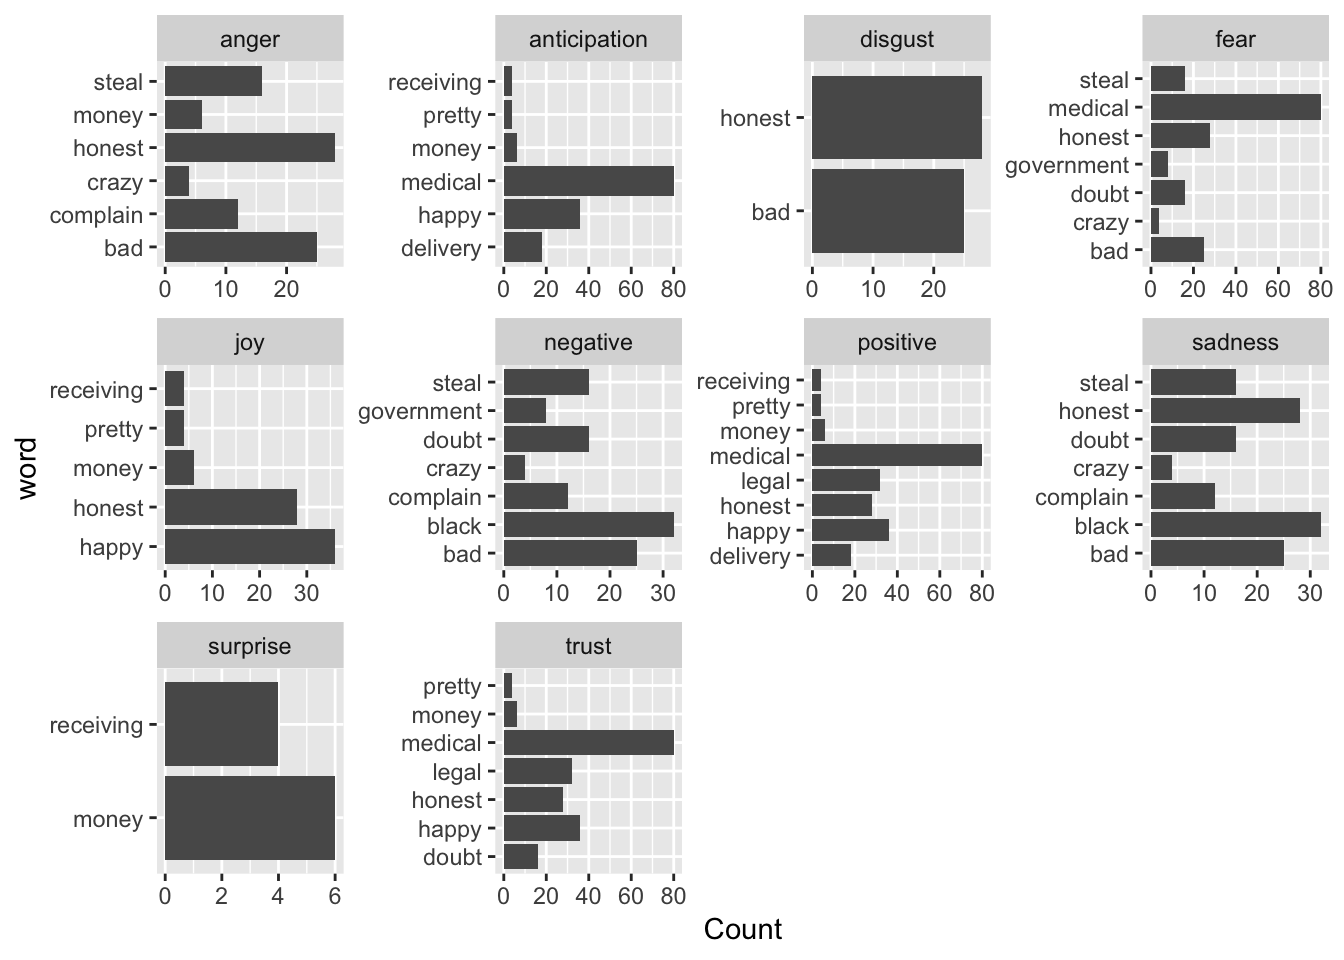 anger
anticipation
disgust
fear
steal
money
honest
crazy
complain
bad
0 10 20
receiving
pretty
money
medical
happy
delivery
0 20 40 60 80
honest
bad
0 10 20
steal
medical
honest
government
doubt
crazy
bad
0 20 40 60 80
word
joy
negative
positive
sadness
receiving
pretty
money
honest
happy
0 10 20 30
steal
government
doubt
crazy
complain
black
bad
0 10 20 30
receiving
pretty
money
medical
legal
honest
happy
delivery
0 20 40 60 80
steal
honest
doubt
crazy
complain
black
bad
0 10 20 30
surprise
trust
receiving
money
0 2 4 6
pretty
money
medical
legal
honest
happy
doubt
0 20 40 60 80
Count